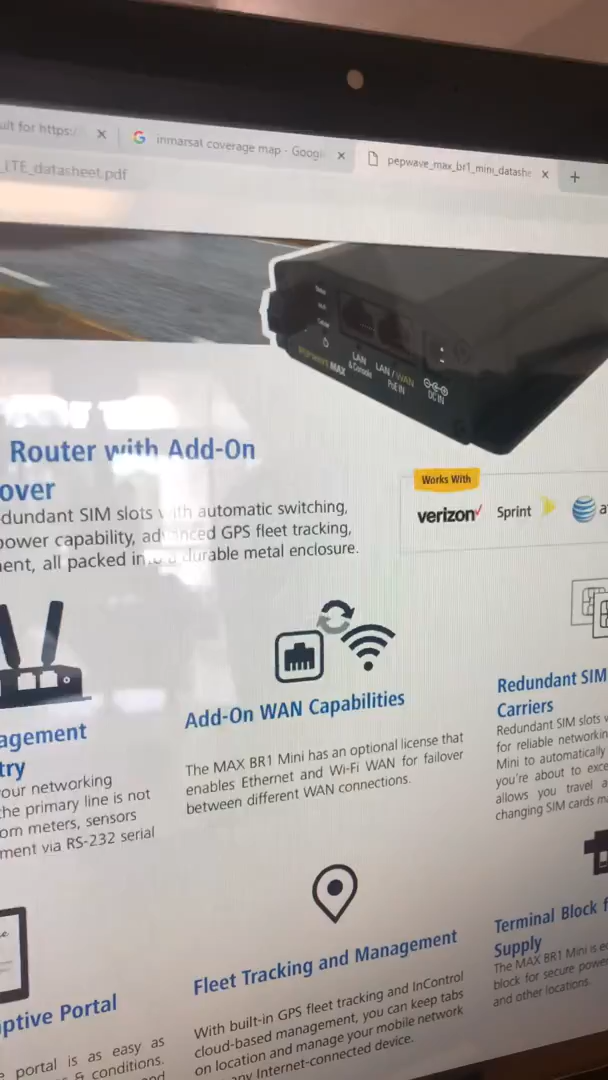 ult for https:/
inmarsat coverage map - Googl
pepwave_max_br1_mini_datashe
_LTE_datasheet.pdf
LAN
& Console
LAN / WAN
PoE IN
DC IN
MAX
Router with Add-On
over
dundant SIM slots with automatic switching,
power capability, advanced GPS fleet tracking,
ent, all packed in durable metal enclosure.
Works With
verizon
Sprint
at
agement
try
our networking
he primary line is not
om meters, sensors
ment via RS-232 serial
Add-On WAN Capabilities
The MAX BR1 Mini has an optional license that
enables Ethernet and Wi-Fi WAN for failover
between different WAN connections.
Redundant SIM
Carriers
Redundant SIM slots w
for reliable networkin
Mini to automatically
you're about to exce
allows you travel a
changing SIM cards ma
ptive Portal
portal is as easy as
& conditions.
and
Fleet Tracking and Management
With built-in GPS fleet tracking and InControl
cloud-based management, you can keep tabs
on location and manage your mobile network
any Internet-connected device.
Terminal Block f
Supply
The MAX BR1 Mini is e
block for secure power
and other locations.